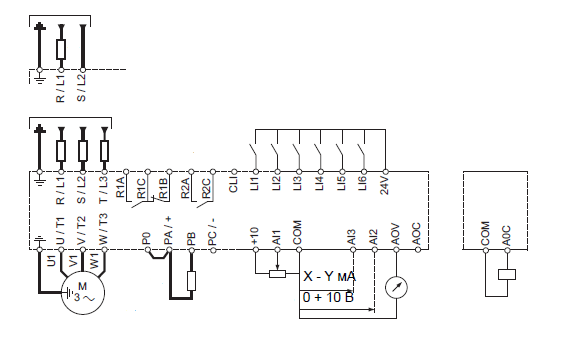 R / L1
S / L2
R / L1
S / L2
T / L3
R1A
R1C
R1B
R2A
R2C
CLI
LI1
LI2
LI3
LI4
LI5
LI6
24V
U / T1
V / T2
W / T3
P0
PA / +
PB
PC / -
+10
AI1
COM
AI3
AI2
AOV
AOC
COM
A0C
U1
V1
W1
M
3 ~
X - Y мА
0 + 10 В